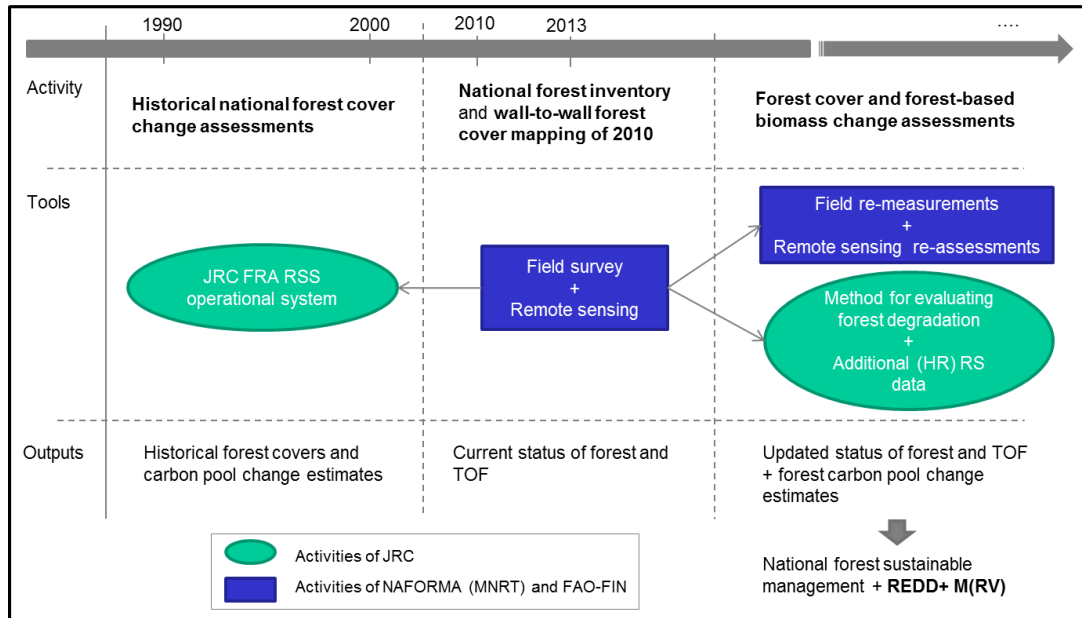 1990
2000
2010
2013
....
Activity
Historical national forest cover
change assessments
National forest inventory
and wall-to-wall forest
cover mapping of 2010
Forest cover and forest-based
biomass change assessments
Tools
JRC FRA RSS
operational system
Field survey
+
Remote sensing
Field re-measurements
+
Remote sensing re-assessments
Method for evaluating
forest degradation
+
Additional (HR) RS
data
Outputs
Historical forest covers and
carbon pool change estimates
Current status of forest and
TOF
Updated status of forest and TOF
+ forest carbon pool change
estimates
National forest sustainable
management + REDD+ M(RV)
Activities of JRC
Activities of NAFORMA (MNRT) and FAO-FIN